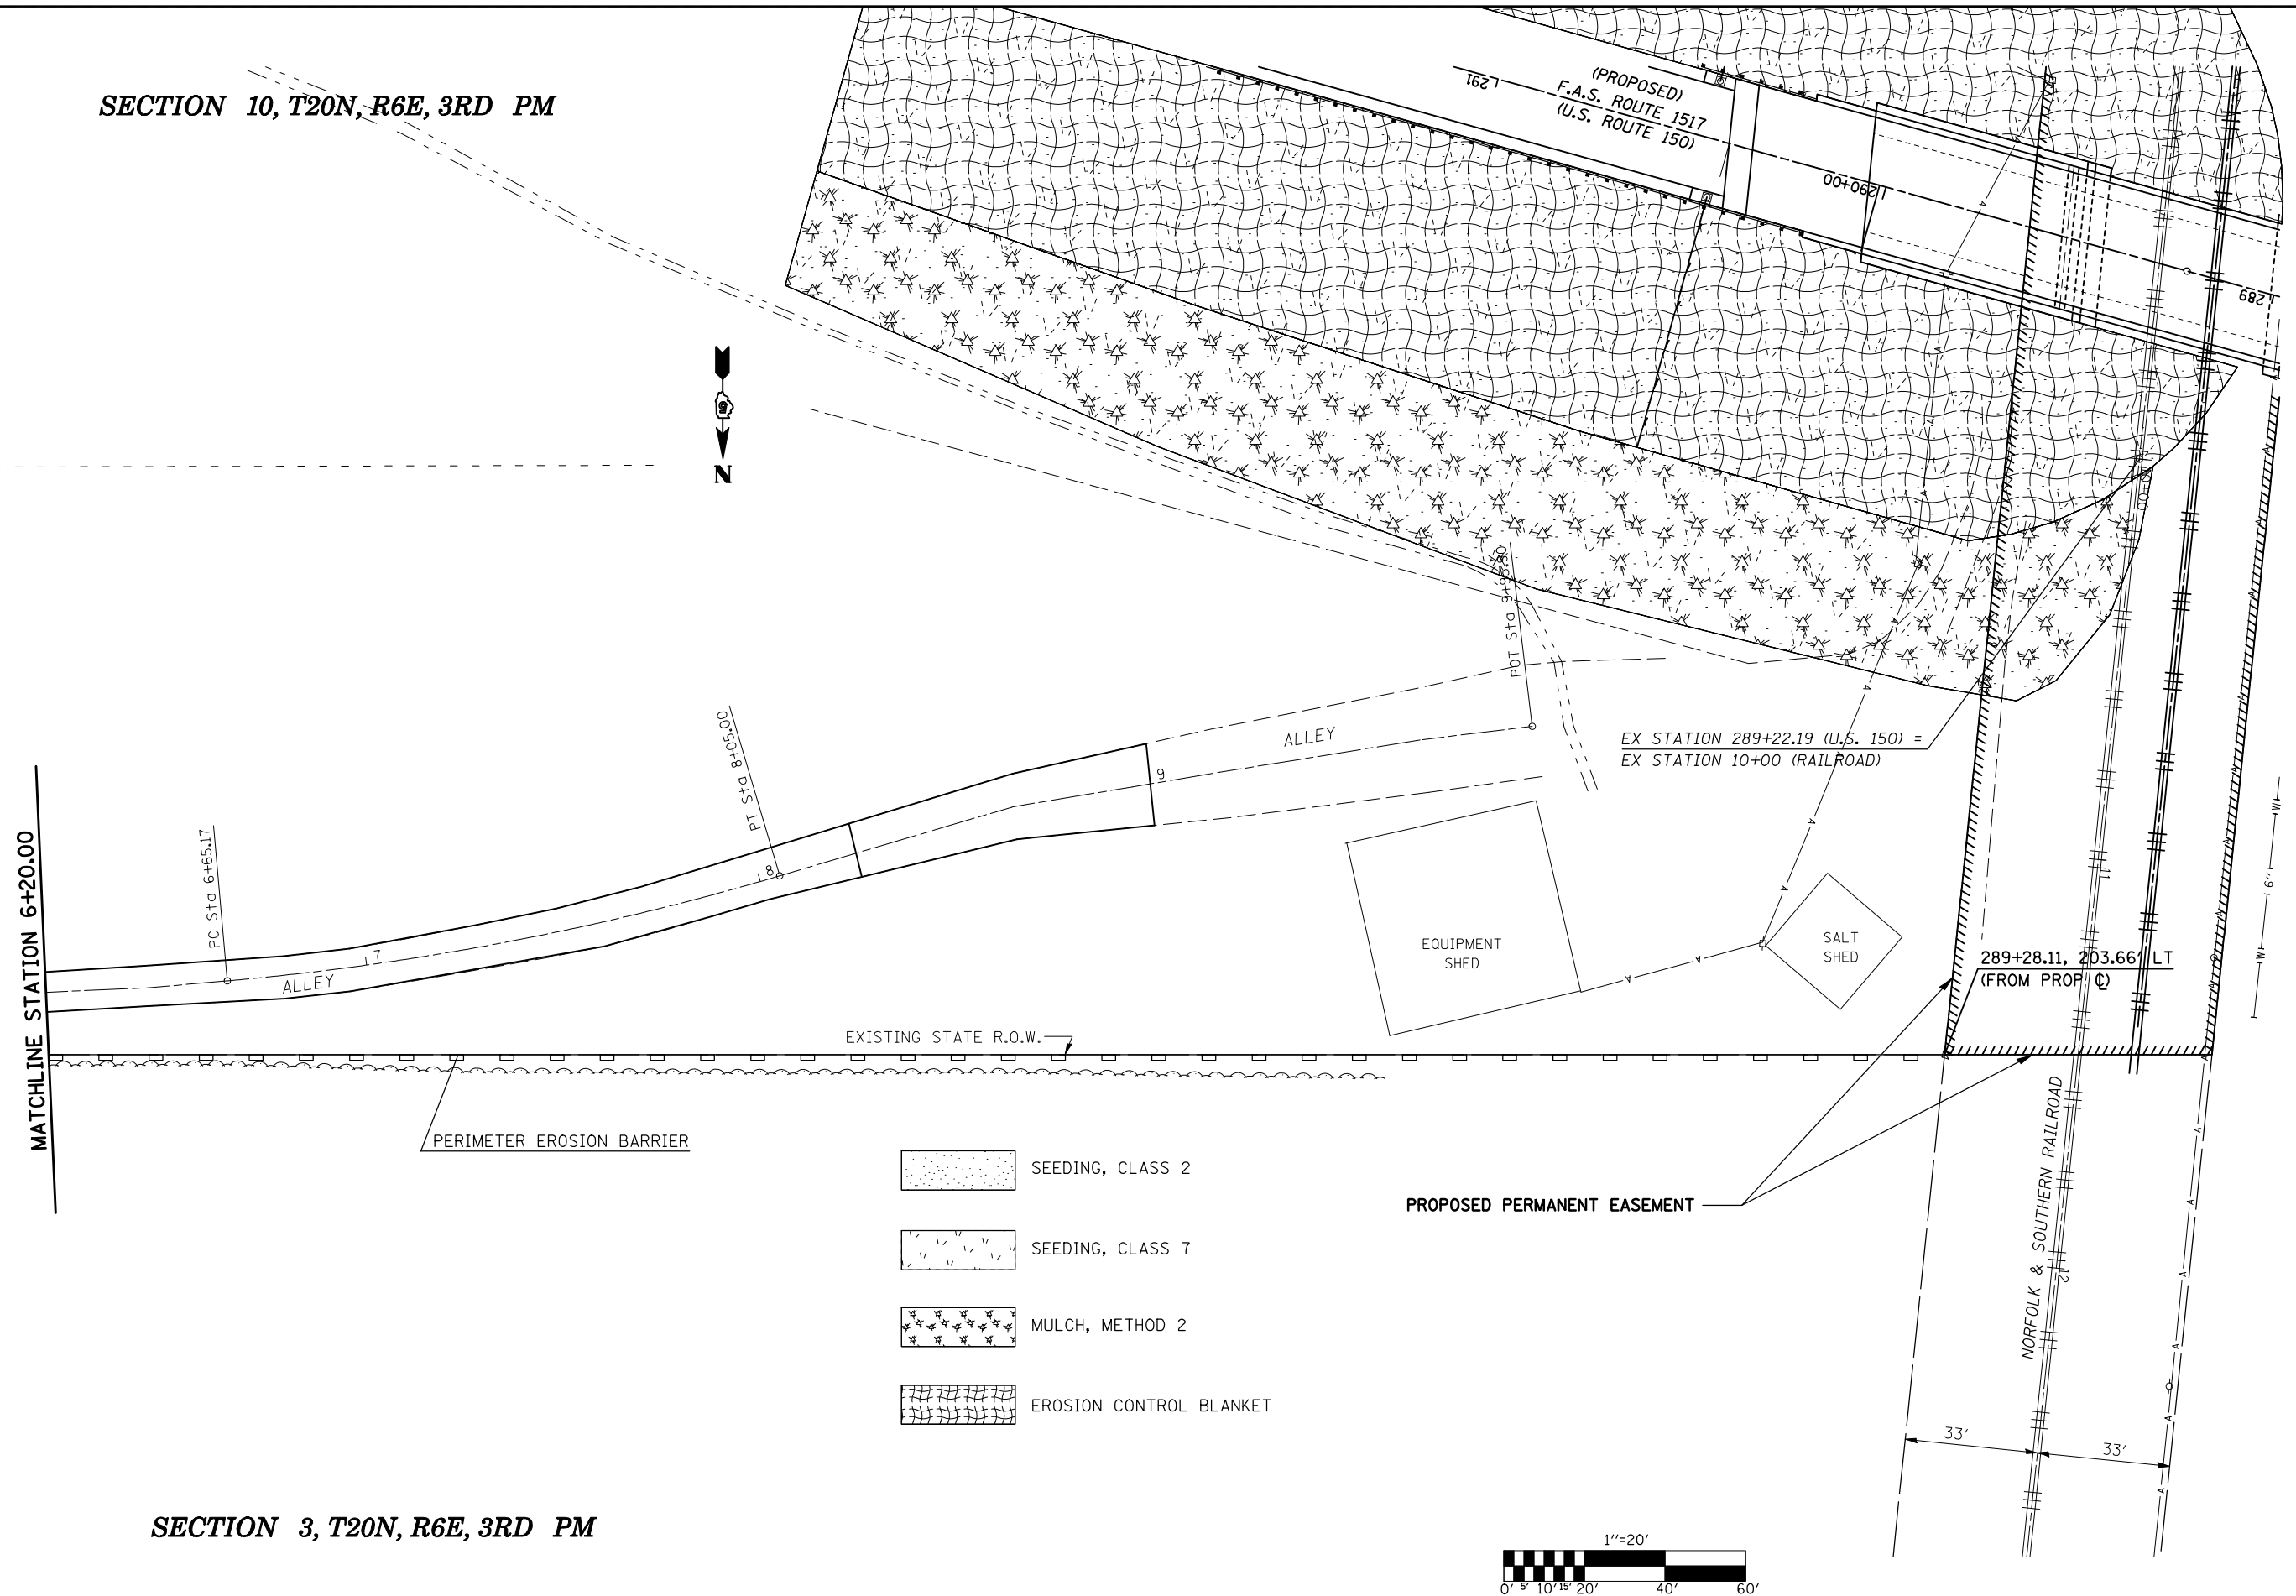 SECTION 10, T20N, R6E, 3RD PM
(PROPOSED)
F.A.S. ROUTE 1517
(U.S. ROUTE 150)
291
290+00
289
N
POT Sta 9+95.90
PT Sta 8+05.00
PC Sta 6+65.17
MATCHLINE STATION 6+20.00
ALLEY
7
8
9
ALLEY
EX STATION 289+22.19 (U.S. 150) =
EX STATION 10+00 (RAILROAD)
EQUIPMENT
SHED
SALT
SHED
289+28.11, 203.66' LT
(FROM PROP ℄)
11
12
6"
W
W
EXISTING STATE R.O.W.
PERIMETER EROSION BARRIER
SEEDING, CLASS 2
SEEDING, CLASS 7
MULCH, METHOD 2
EROSION CONTROL BLANKET
PROPOSED PERMANENT EASEMENT
NORFOLK & SOUTHERN RAILROAD
33'
33'
SECTION 3, T20N, R6E, 3RD PM
1"=20'
0' 5' 10' 15' 20' 40' 60'